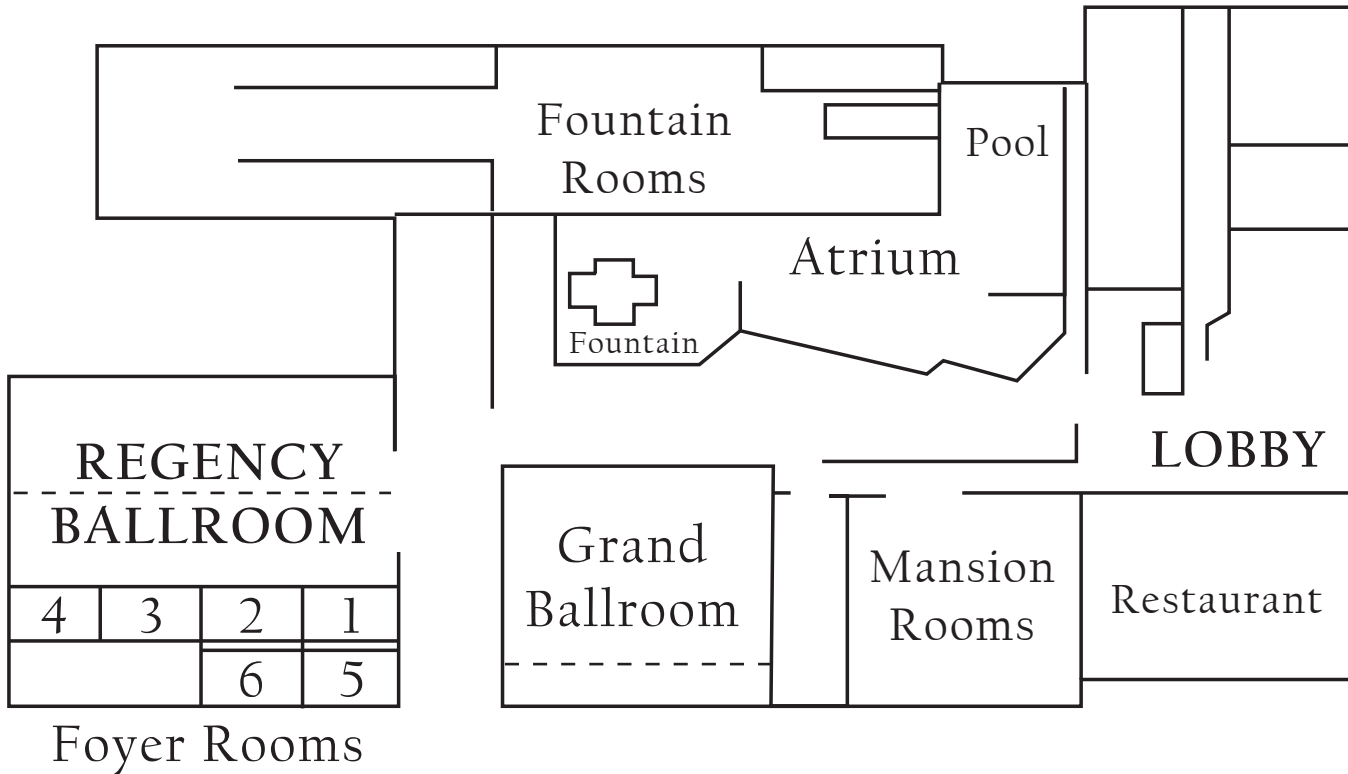 Fountain
Rooms
Pool
Atrium
Fountain
REGENCY
BALLROOM
LOBBY
Grand
Ballroom
Mansion
Rooms
Restaurant
4 3 2 1
6 5
Foyer Rooms